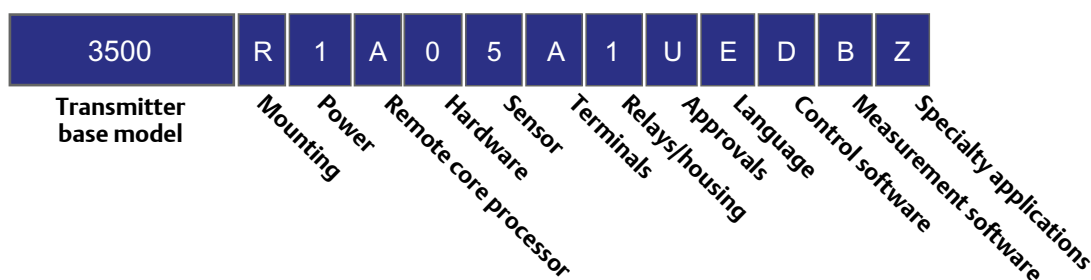 3500 R 1 A 0 5 A 1 U E D B Z
Transmitter
base model
Mounting
Power
Remote core processor
Hardware
Sensor
Terminals
Relays/housing
Approvals
Language
Control software
Measurement software
Specialty applications